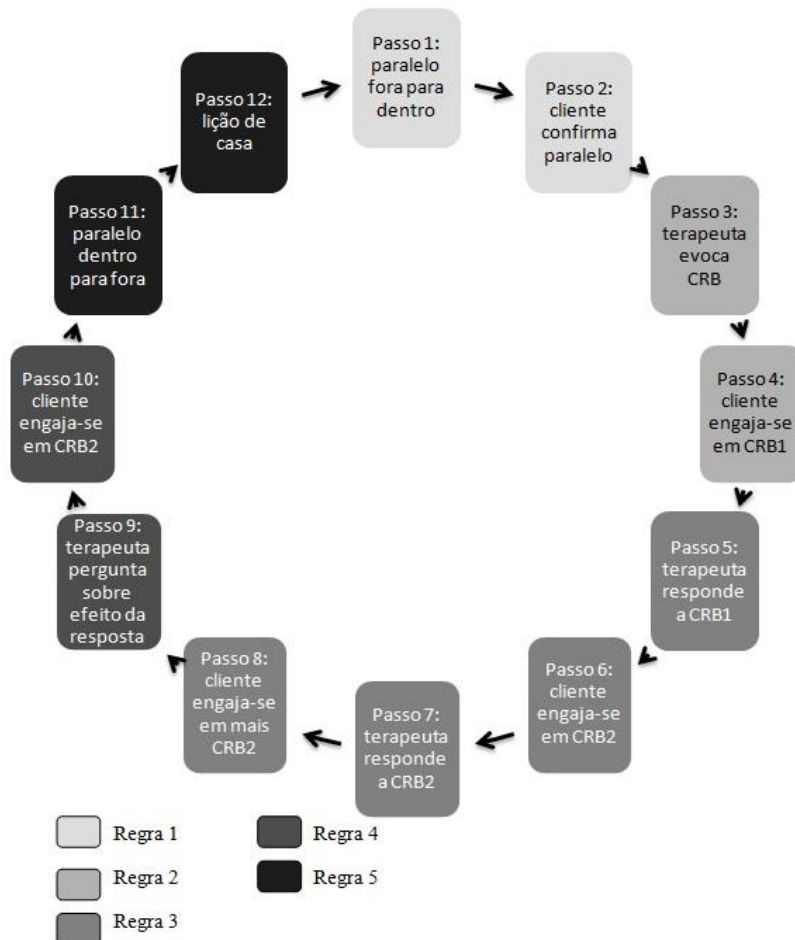 Passo 1:
paralelo
fora para
dentro
Passo 2:
cliente
confirma
paralelo
Passo 3:
terapeuta
evoca
CRB
Passo 4:
cliente
engaja-se
em CRB1
Passo 5:
terapeuta
responde
a CRB1
Passo 6:
cliente
engaja-se
em CRB2
Passo 7:
terapeuta
responde
a CRB2
Passo 8:
cliente
engaja-se
em mais
CRB2
Passo 9:
terapeuta
pergunta
sobre
efeito da
resposta
Passo 10:
cliente
engaja-se
em CRB2
Passo 11:
paralelo
dentro
para fora
Passo 12:
lição de
casa
Regra 1
Regra 2
Regra 3
Regra 4
Regra 5